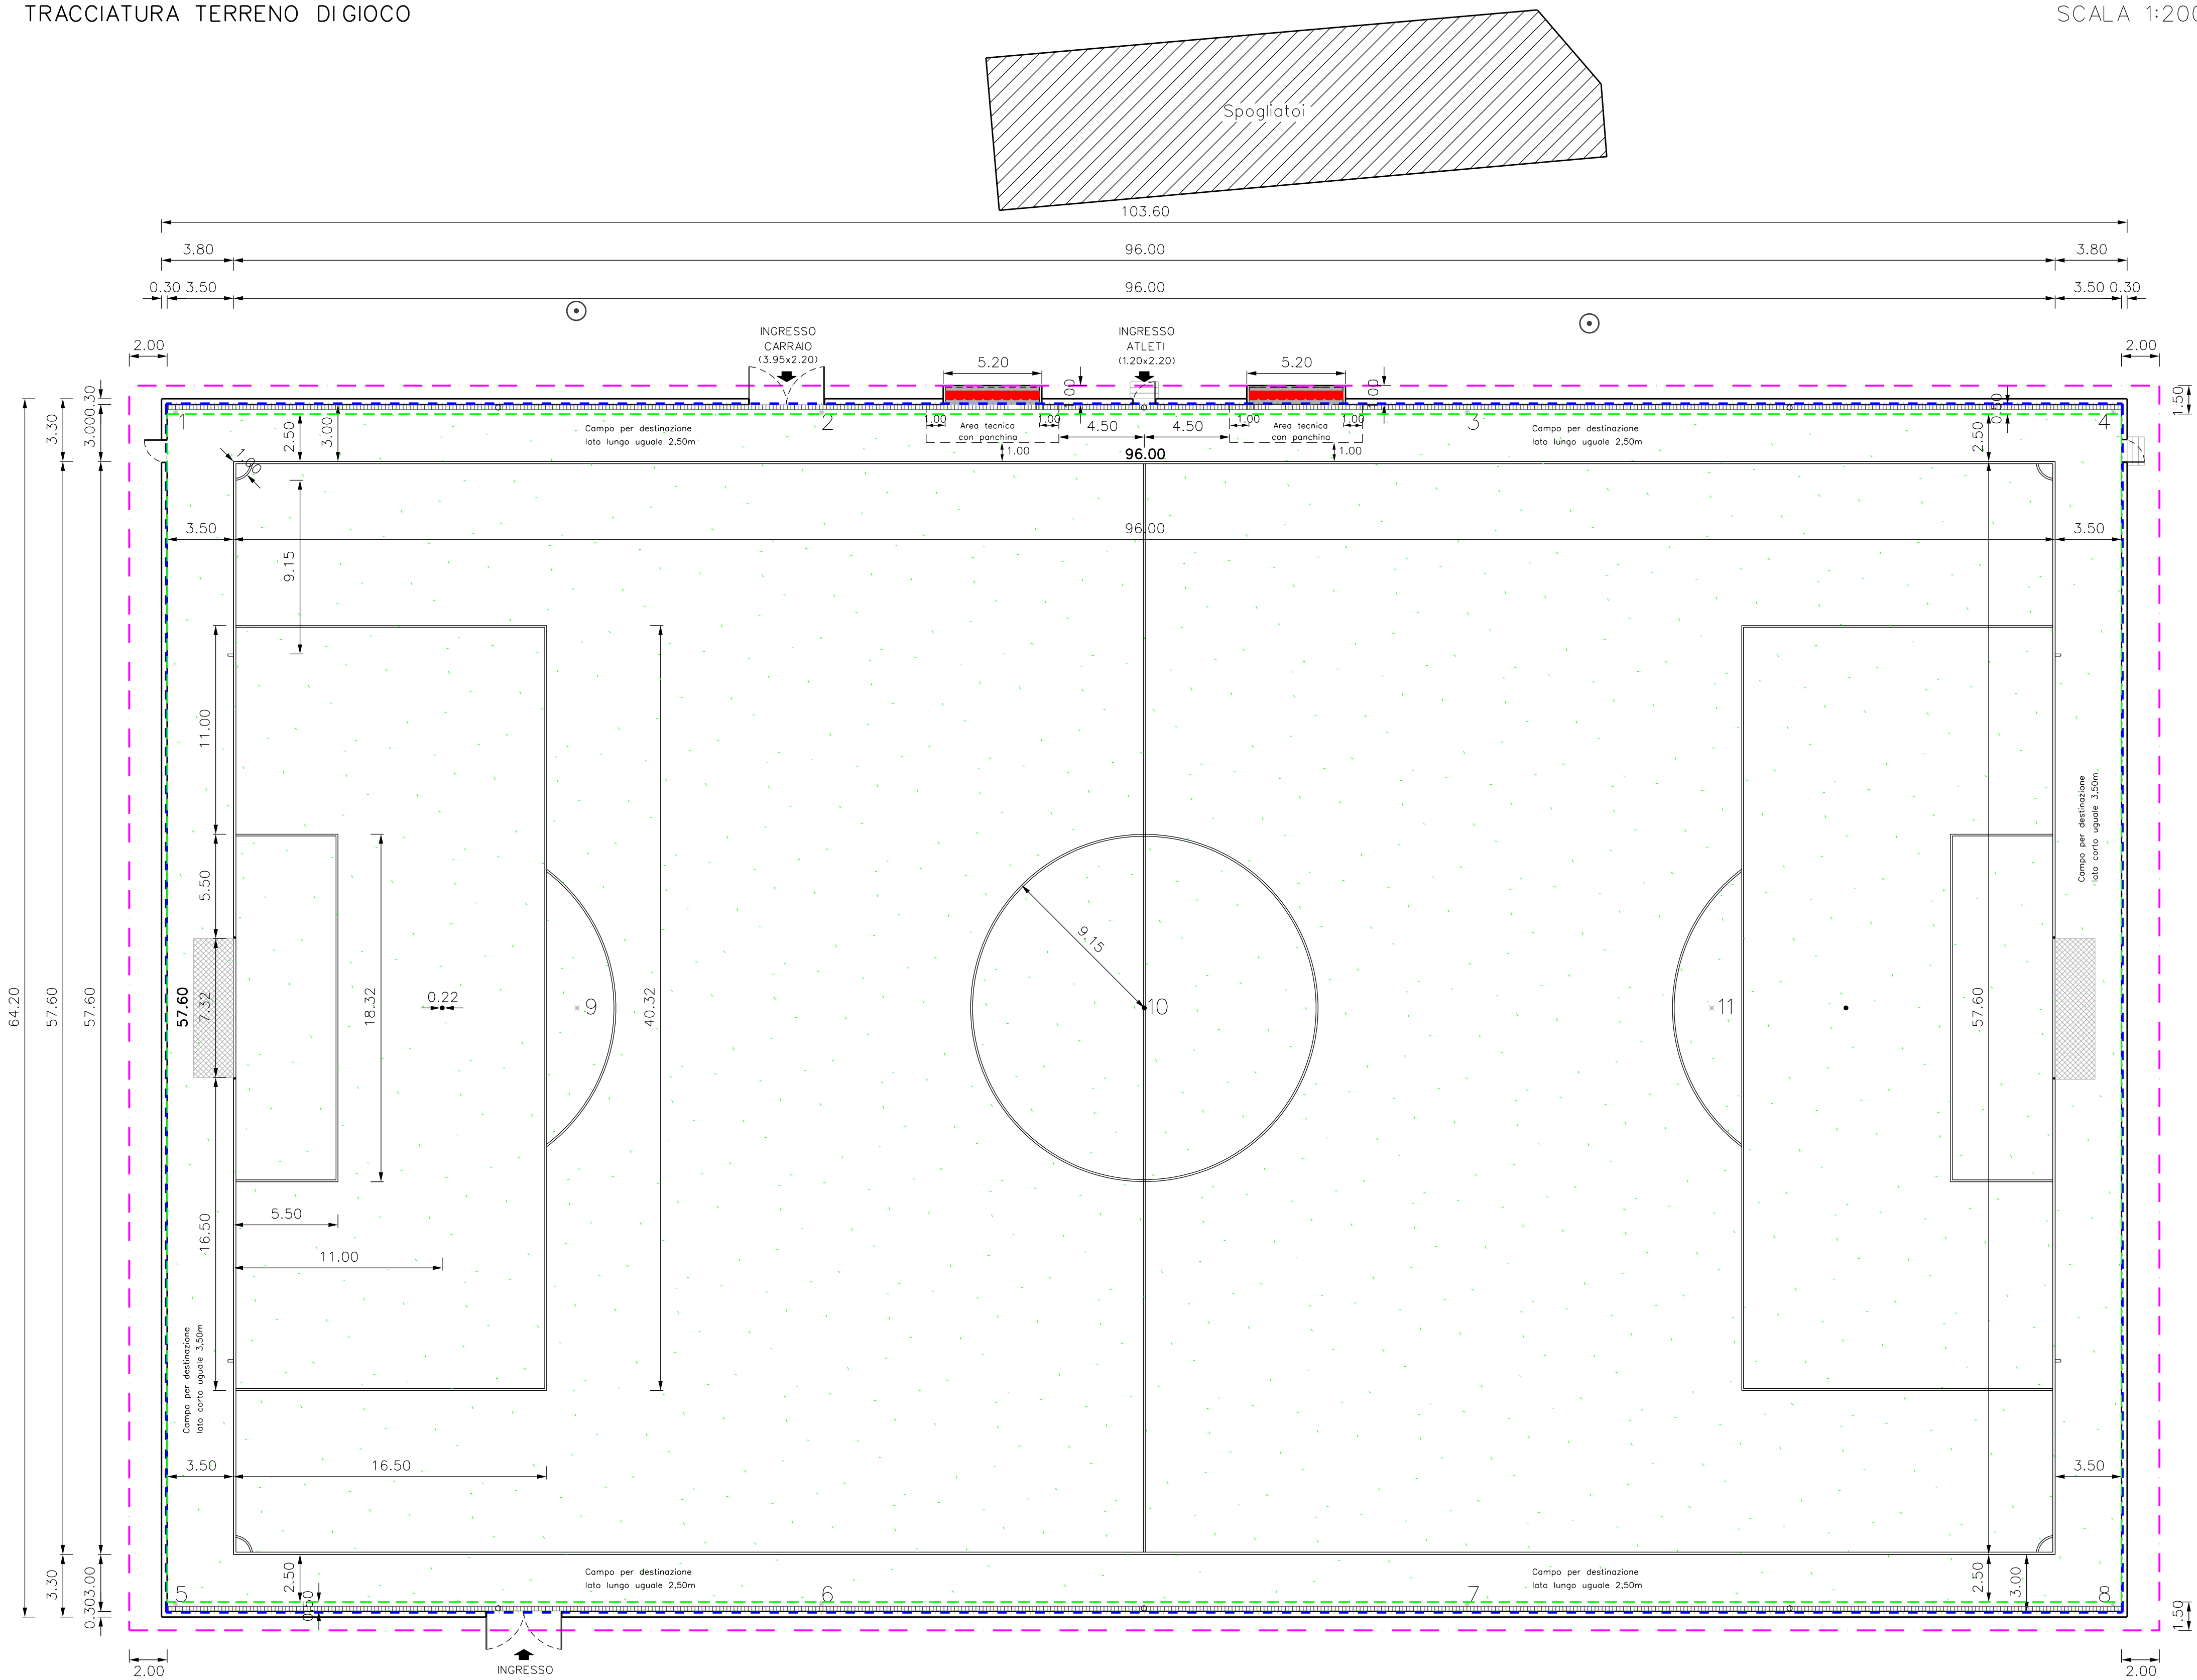 TRACCIATURA TERRENO DI GIOCO
SCALA 1:200
Spogliatoi
103.60
3.80
96.00
3.80
0.30 3.50
96.00
3.50 0.30
INGRESSO
CARRAIO
(3.95x2.20)
INGRESSO
ATLETI
(1.20x2.20)
2.00
5.20
5.20
2.00
3.30
3.00
0.30
1.00
1.00
0.50
1.50
1
2
3
4
2.50
3.00
Campo per destinazione
lato lungo uguale 2,50m
1.00
Area tecnica
con panchina
1.00
4.50
4.50
1.00
Area tecnica
con panchina
1.00
Campo per destinazione
lato lungo uguale 2,50m
2.50
1.00
96.00
1.00
1.00
3.50
96.00
3.50
9.15
11.00
Campo per destinazione
lato corto uguale 3,50m
5.50
9.15
64.20
57.60
57.60
57.60
7.32
18.32
0.22
9
40.32
10
11
57.60
16.50
5.50
11.00
Campo per destinazione
lato corto uguale 3,50m
3.50
16.50
3.50
3.30
3.00
0.30
2.50
0.50
Campo per destinazione
lato lungo uguale 2,50m
Campo per destinazione
lato lungo uguale 2,50m
2.50
3.00
1.50
5
6
7
8
2.00
INGRESSO
2.00